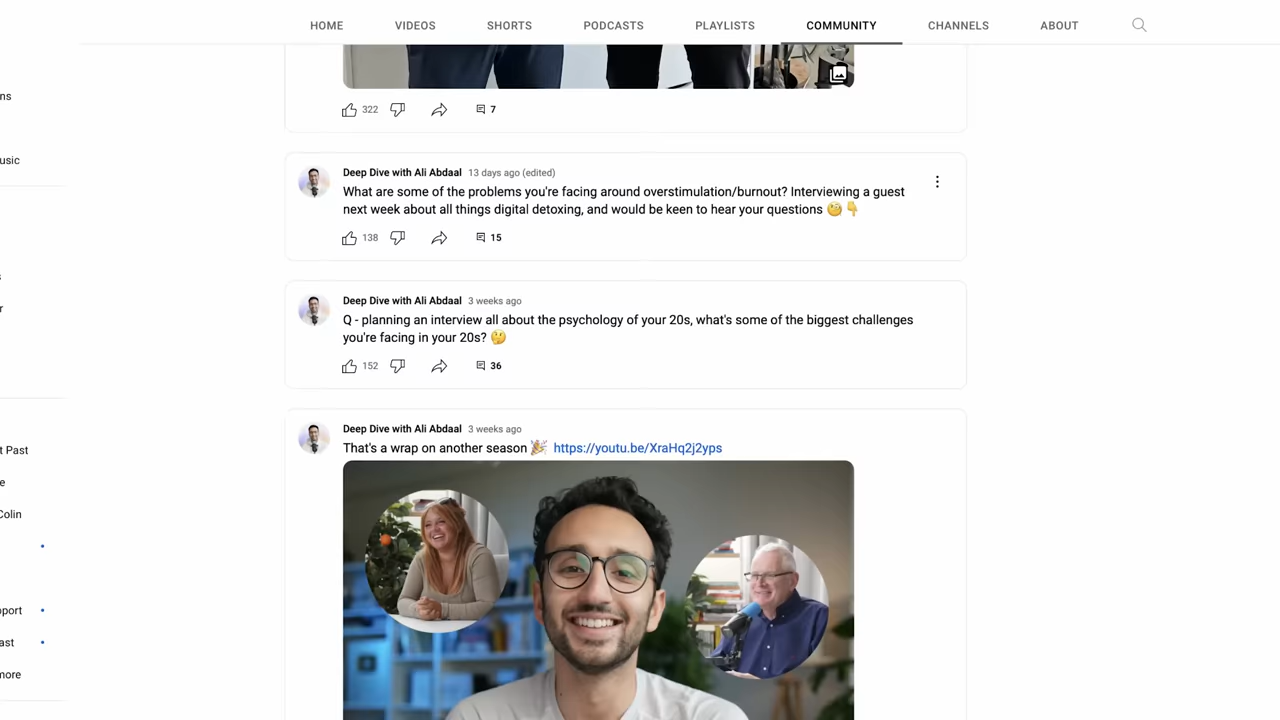 HOME VIDEOS SHORTS PODCASTS PLAYLISTS COMMUNITY CHANNELS ABOUT
ns
322 7
usic
Deep Dive with Ali Abdaal 13 days ago (edited)
What are some of the problems you're facing around overstimulation/burnout? Interviewing a guest
next week about all things digital detoxing, and would be keen to hear your questions 🧐 👇
138 15
s
Deep Dive with Ali Abdaal 3 weeks ago
r
Q - planning an interview all about the psychology of your 20s, what's some of the biggest challenges
you're facing in your 20s? 🤔
152 36
Deep Dive with Ali Abdaal 3 weeks ago
That's a wrap on another season 🎉 https://youtu.be/XraHq2j2yps
t Past
e
Colin
pport
ast
more